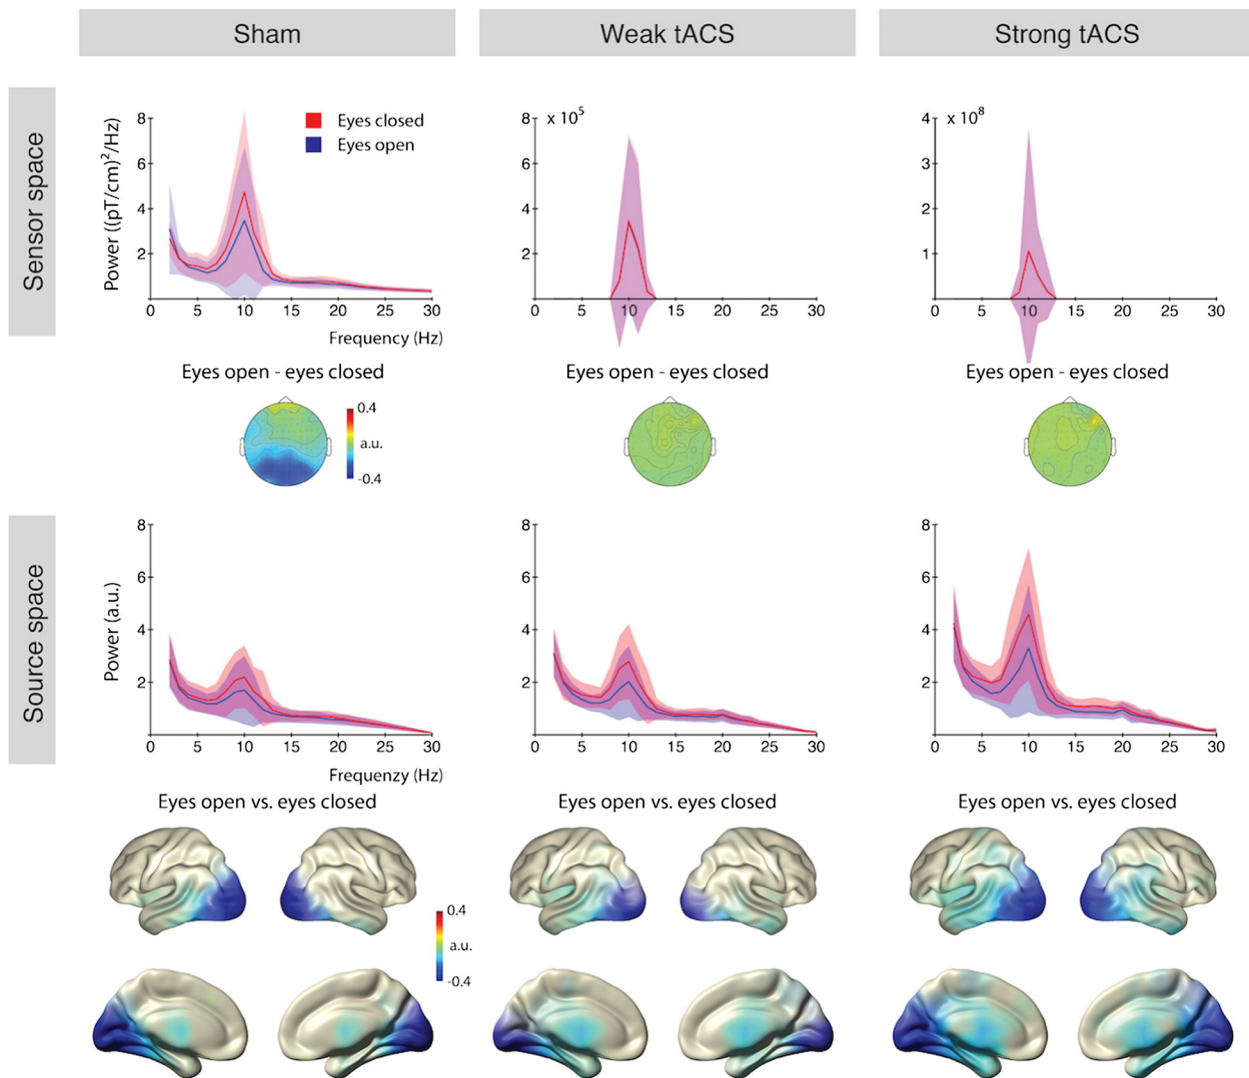 Sham
Weak tACS
Strong tACS
Sensor space
Power ((pT/cm)²/Hz)
8
6
4
2
0 5 10 15 20 25 30
Frequency (Hz)
Eyes closed
Eyes open
x 10⁵
8
6
4
2
0 5 10 15 20 25 30
x 10⁸
4
3
2
1
0 5 10 15 20 25 30
Eyes open - eyes closed
Eyes open - eyes closed
Eyes open - eyes closed
0.4
a.u.
-0.4
Source space
Power (a.u.)
8
6
4
2
0 5 10 15 20 25 30
Frequenzy (Hz)
8
6
4
2
0 5 10 15 20 25 30
8
6
4
2
0 5 10 15 20 25 30
Eyes open vs. eyes closed
Eyes open vs. eyes closed
Eyes open vs. eyes closed
0.4
a.u.
-0.4